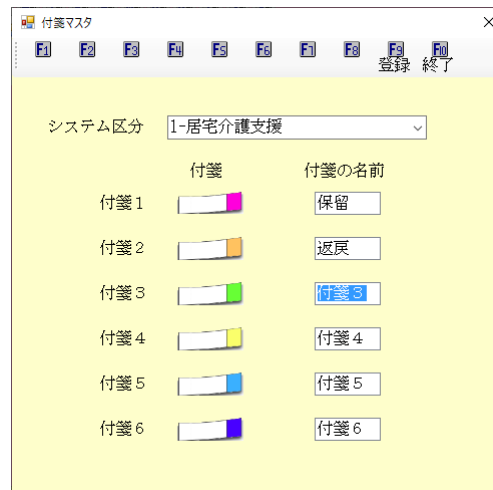 付箋マスタ
F1 F2 F3 F4 F5 F6 F7 F8 F9 F10
登録 終了
システム区分 1-居宅介護支援
付箋 付箋の名前
付箋1 保留
付箋2 返戻
付箋3 付箋3
付箋4 付箋4
付箋5 付箋5
付箋6 付箋6